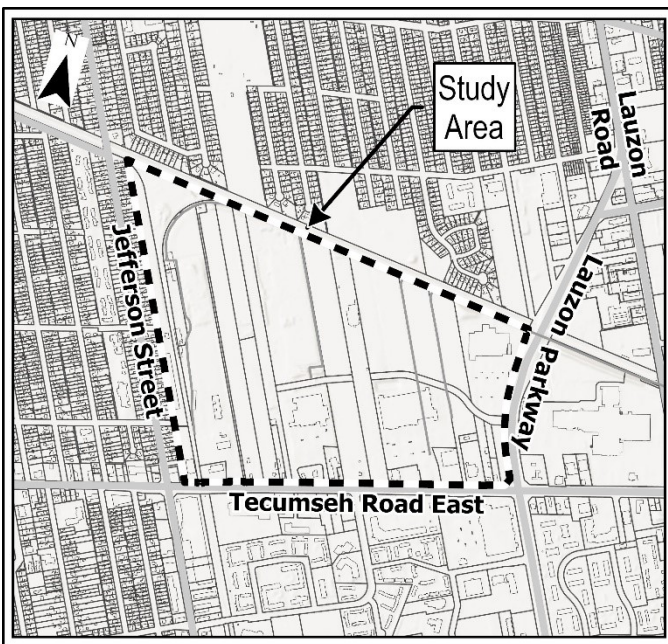 N
Study
Area
Lauzon
Road
Jefferson Street
Lauzon Parkway
Tecumseh Road East